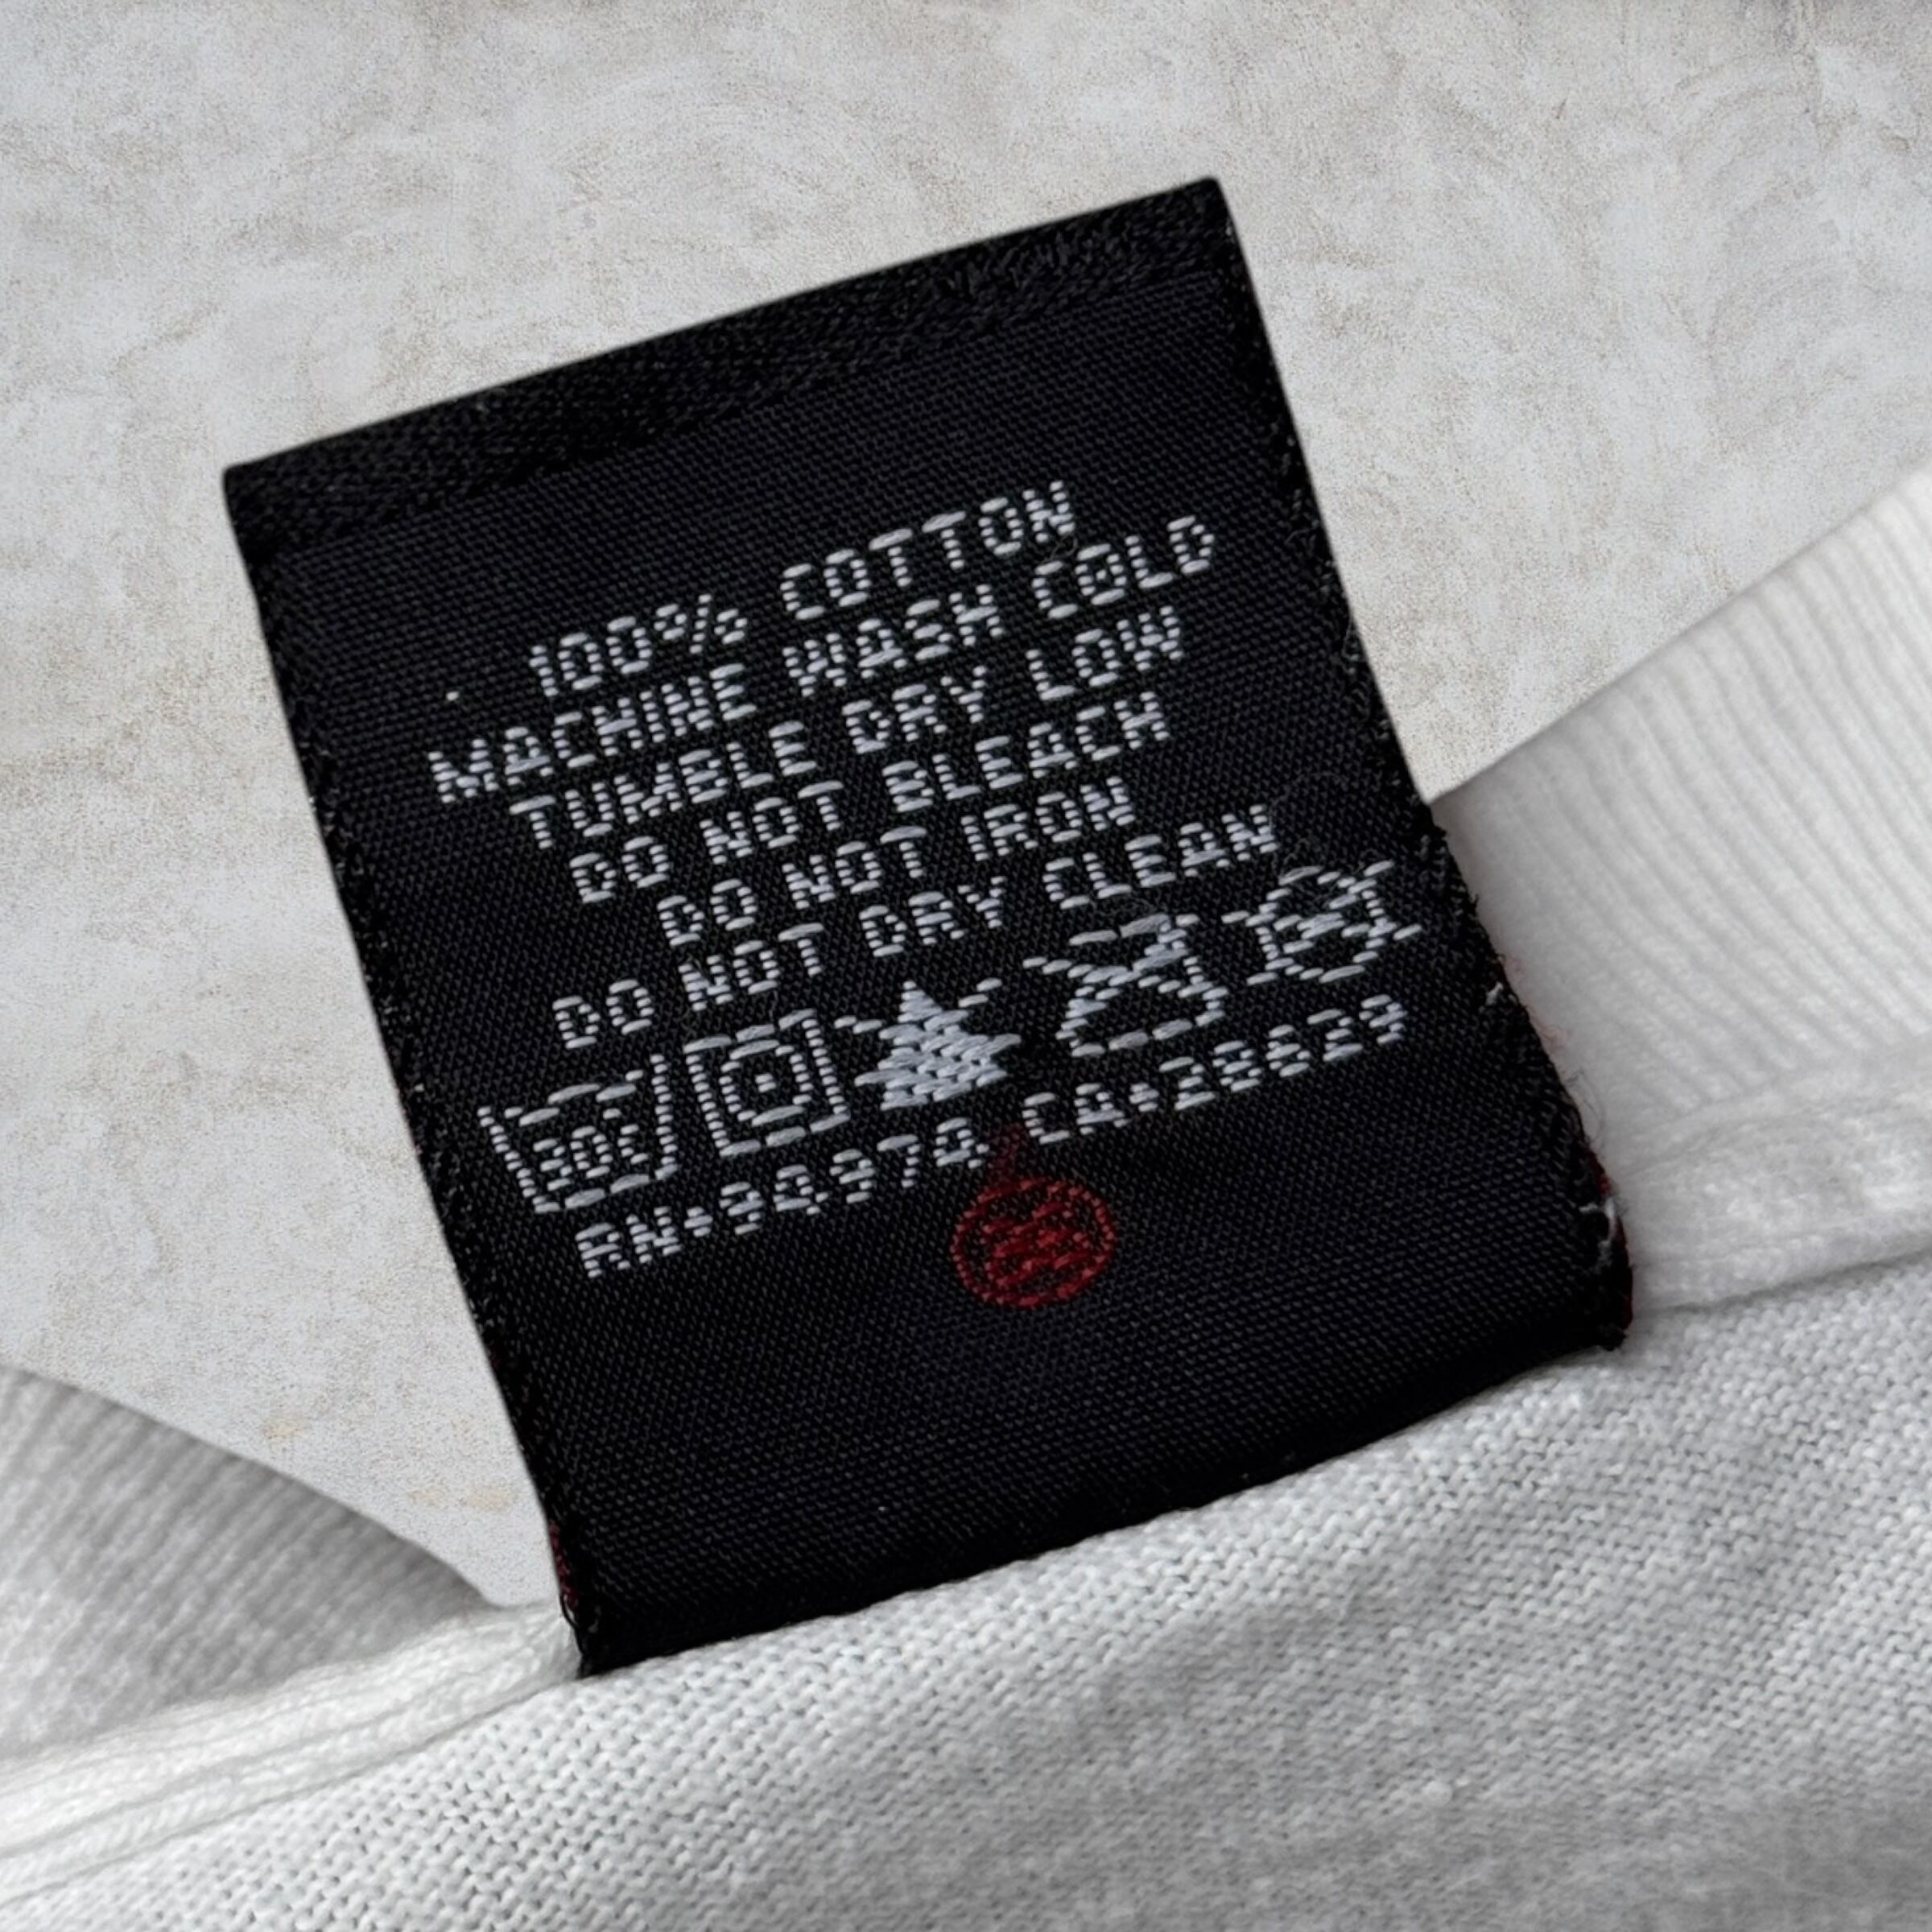 100% COTTON
MACHINE WASH COLD
TUMBLE DRY LOW
DO NOT BLEACH
DO NOT IRON
DO NOT DRY CLEAN
30C
RN+94974 CA+28629